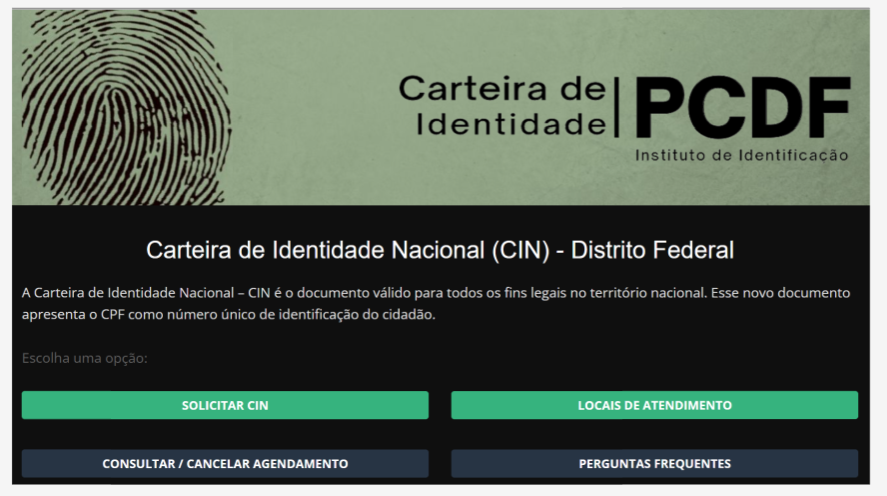 Carteira de
Identidade
PCDF
Instituto de Identificação
Carteira de Identidade Nacional (CIN) - Distrito Federal
A Carteira de Identidade Nacional – CIN é o documento válido para todos os fins legais no território nacional. Esse novo documento
apresenta o CPF como número único de identificação do cidadão.
Escolha uma opção:
SOLICITAR CIN
LOCAIS DE ATENDIMENTO
CONSULTAR / CANCELAR AGENDAMENTO
PERGUNTAS FREQUENTES